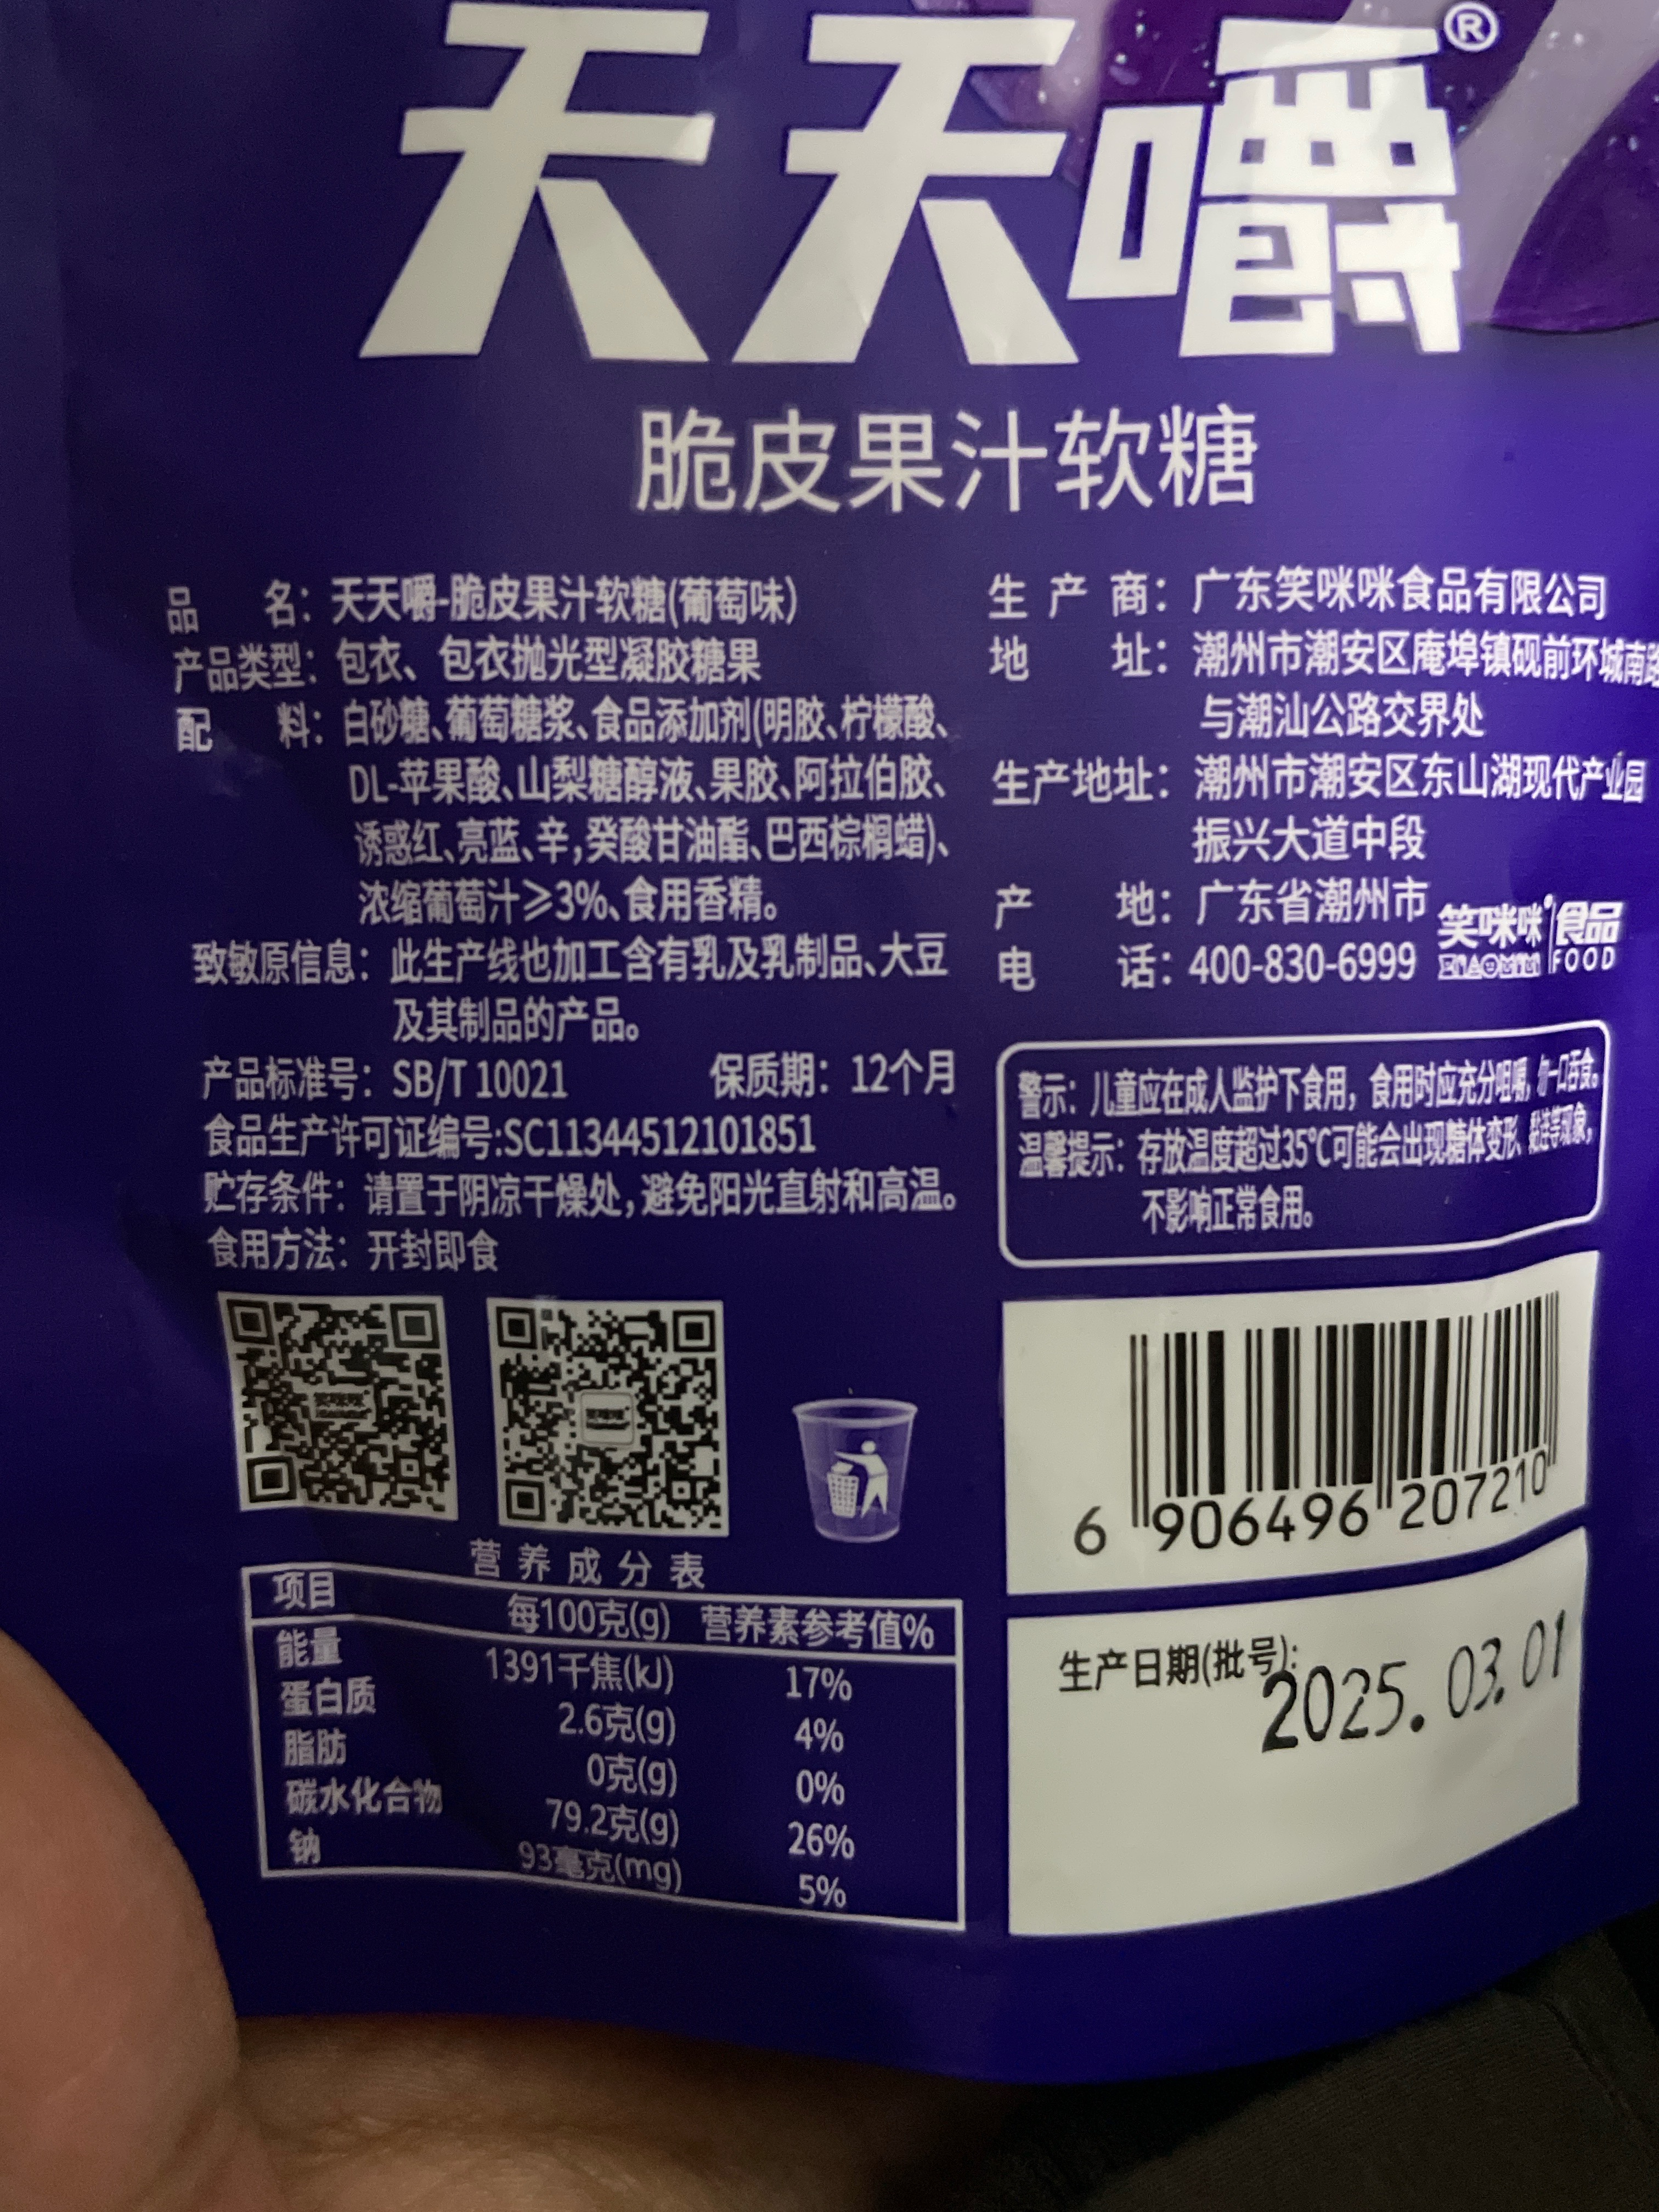 天天嚼®
脆皮果汁软糖
品 名：天天嚼-脆皮果汁软糖(葡萄味)
产品类型：包衣、包衣抛光型凝胶糖果
配 料：白砂糖、葡萄糖浆、食品添加剂(明胶、柠檬酸、
DL-苹果酸、山梨糖醇液、果胶、阿拉伯胶、
诱惑红、亮蓝、辛,癸酸甘油酯、巴西棕榈蜡)、
浓缩葡萄汁≥3%、食用香精。
致敏原信息：此生产线也加工含有乳及乳制品、大豆
及其制品的产品。
产品标准号：SB/T 10021 保质期：12个月
食品生产许可证编号:SC11344512101851
贮存条件：请置于阴凉干燥处,避免阳光直射和高温。
食用方法：开封即食
生 产 商：广东笑咪咪食品有限公司
地 址：潮州市潮安区庵埠镇砚前环城南路
与潮汕公路交界处
生产地址：潮州市潮安区东山湖现代产业园
振兴大道中段
产 地：广东省潮州市
电 话：400-830-6999
笑咪咪 食品
XIAOMIMI FOOD
警示：儿童应在成人监护下食用，食用时应充分咀嚼,勿一口吞食。
温馨提示：存放温度超过35℃可能会出现糖体变形、黏连等现象，
不影响正常食用。
6 906496 207210
生产日期(批号):
2025.03.01
营养成分表
项目 每100克(g) 营养素参考值%
能量 1391千焦(kJ) 17%
蛋白质 2.6克(g) 4%
脂肪 0克(g) 0%
碳水化合物 79.2克(g) 26%
钠 93毫克(mg) 5%